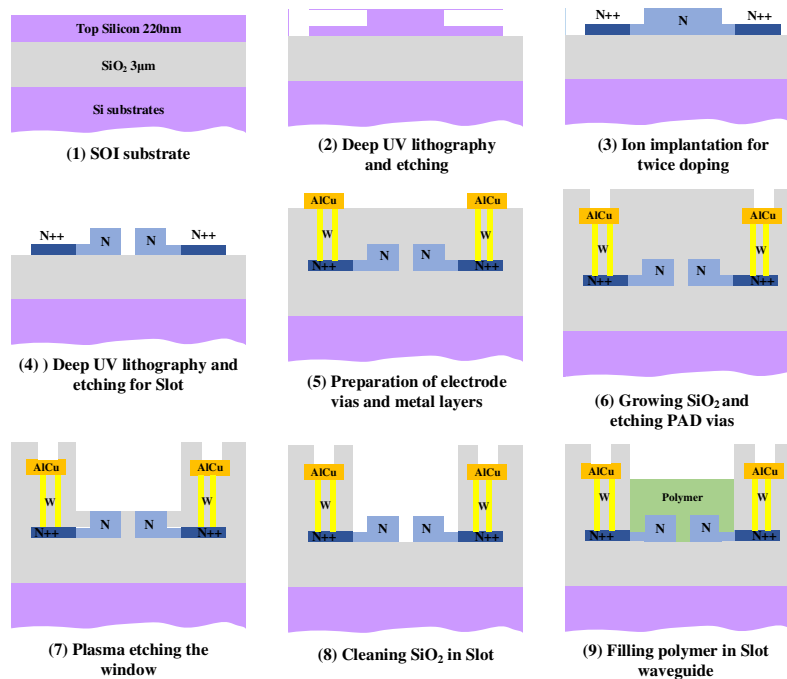 Top Silicon 220nm
SiO₂ 3μm
Si substrates
(1) SOI substrate
(2) Deep UV lithography
and etching
N++ N N++
(3) Ion implantation for
twice doping
N++ N N N++
(4) ) Deep UV lithography and
etching for Slot
AlCu AlCu
W W
N N
N++ N++
(5) Preparation of electrode
vias and metal layers
AlCu AlCu
W W
N N
N++ N++
(6) Growing SiO₂ and
etching PAD vias
AlCu AlCu
W W
N N
N++ N++
(7) Plasma etching the
window
AlCu AlCu
W W
N N
N++ N++
(8) Cleaning SiO₂ in Slot
AlCu AlCu
Polymer
W W
N N
N++ N++
(9) Filling polymer in Slot
waveguide